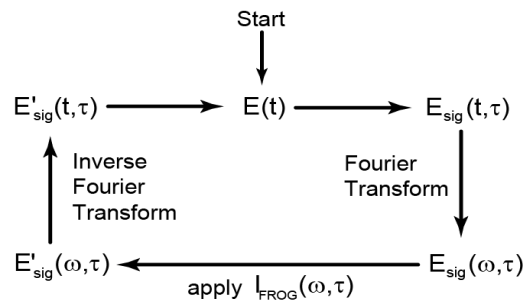 Start
E'sig(t,τ)
E(t)
Esig(t,τ)
Inverse
Fourier
Transform
Fourier
Transform
E'sig(ω,τ)
apply IFROG(ω,τ)
Esig(ω,τ)